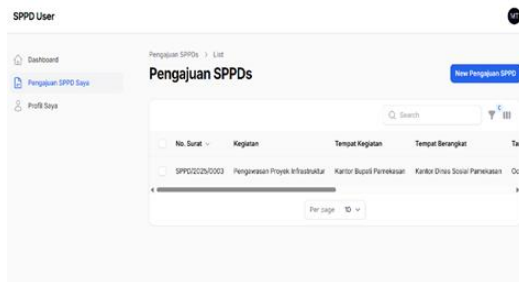 SPPD User
MT
Dashboard
Pengajuan SPPD Saya
Profil Saya
Pengajuan SPPDs > List
Pengajuan SPPDs
New Pengajuan SPPD
Search
No. Surat Kegiatan Tempat Kegiatan Tempat Berangkat Ta
SPPD/2025/0003 Pengawasan Proyek Infrastruktur Kantor Bupati Pamekasan Kantor Dinas Sosial Pamekasan
Per page 10